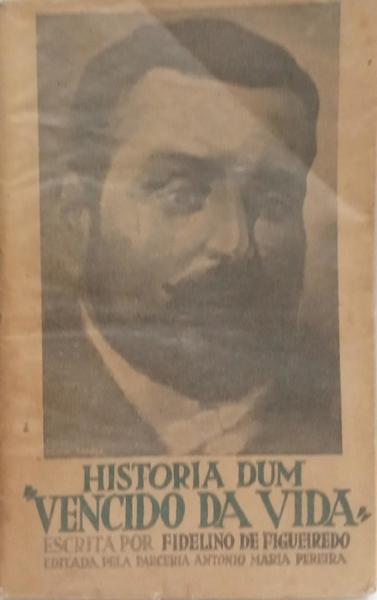 HISTORIA DUM
"VENCIDO DA VIDA"
ESCRITA POR FIDELINO DE FIGUEIREDO
EDITADA PELA PARCERIA ANTONIO MARIA PEREIRA